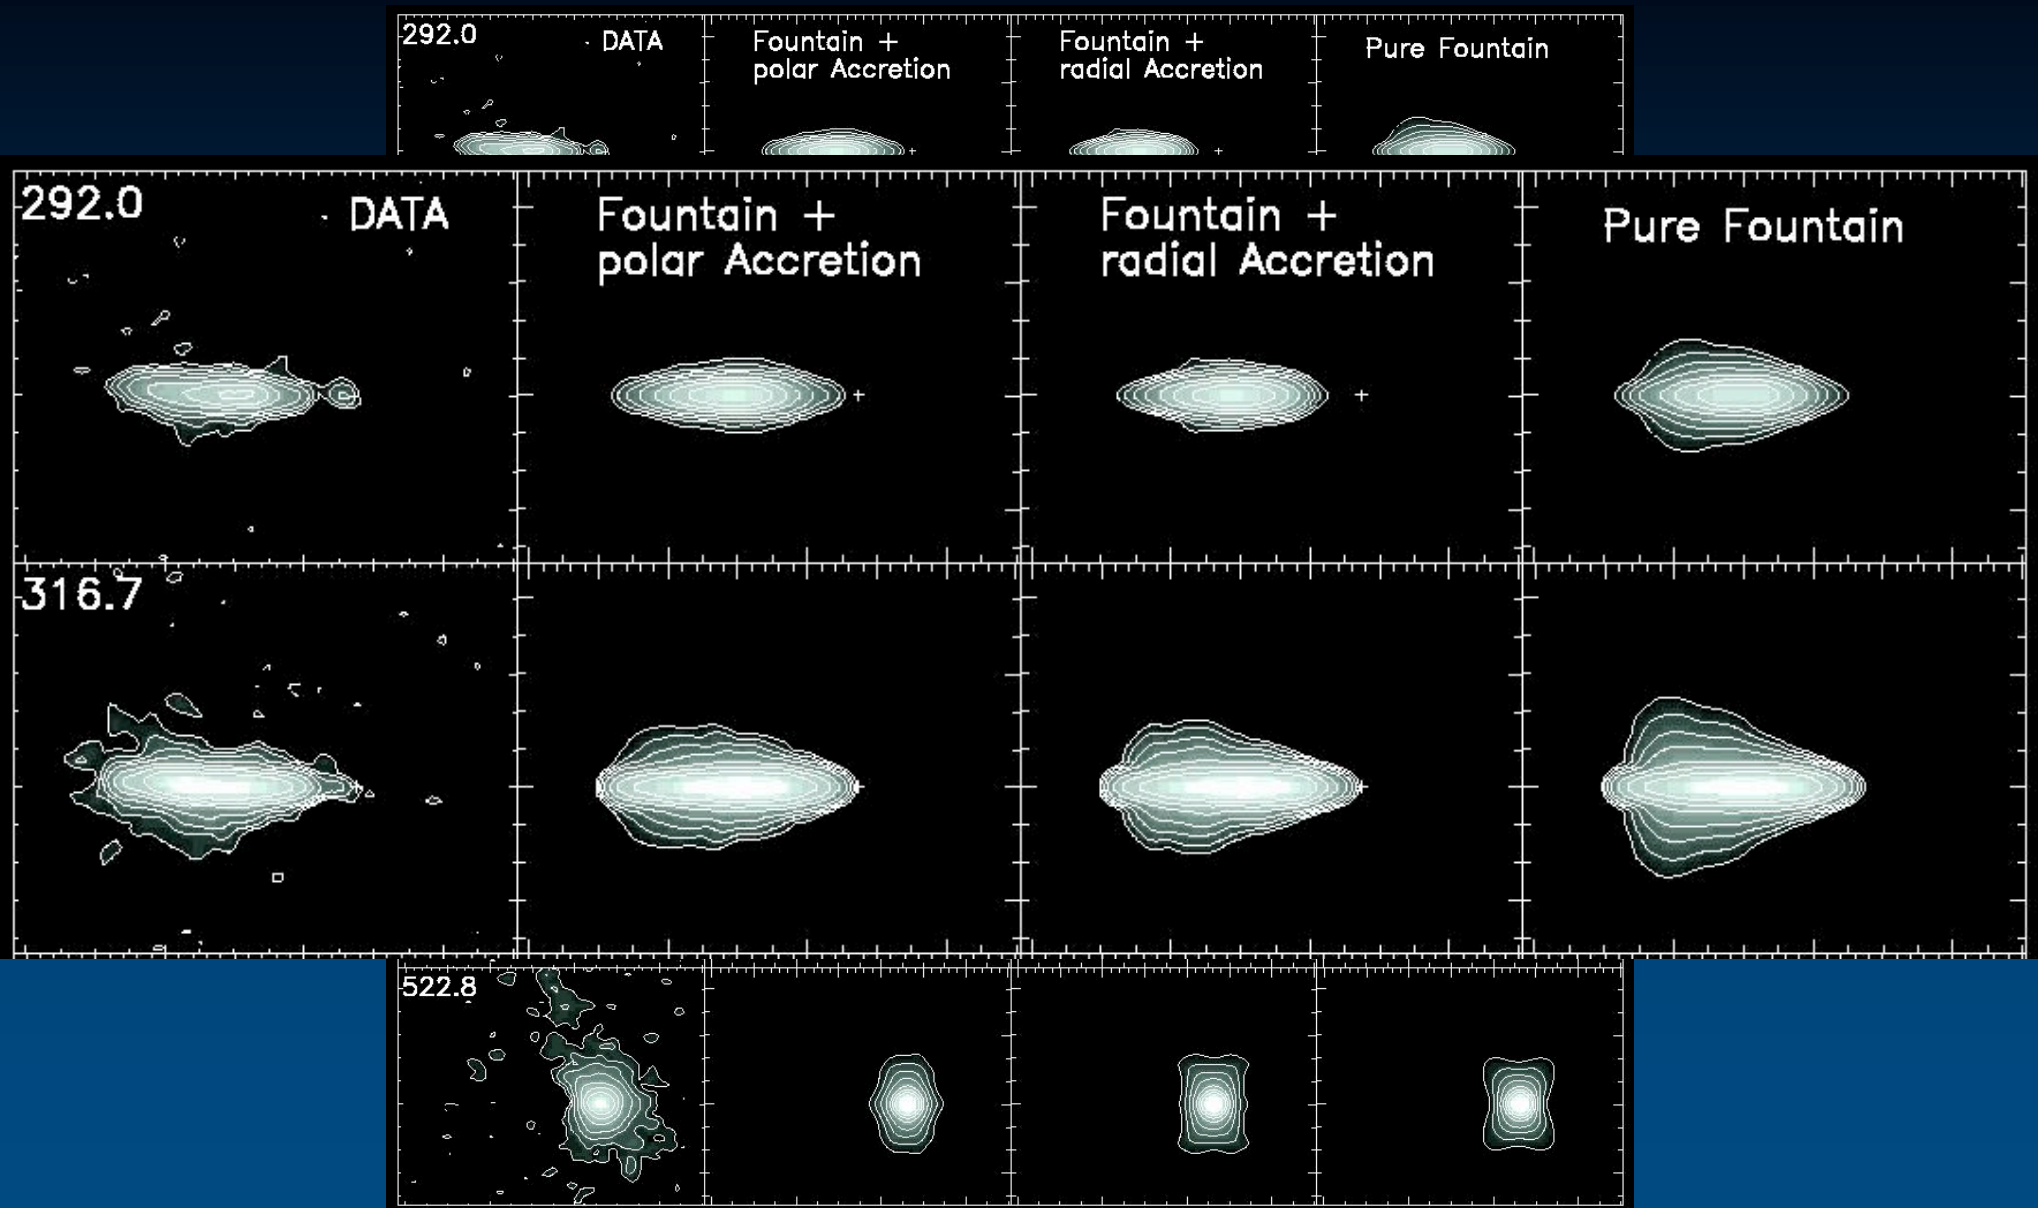 292.0
DATA
Fountain +
polar Accretion
Fountain +
radial Accretion
Pure Fountain
292.0
DATA
Fountain +
polar Accretion
Fountain +
radial Accretion
Pure Fountain
316.7
522.8